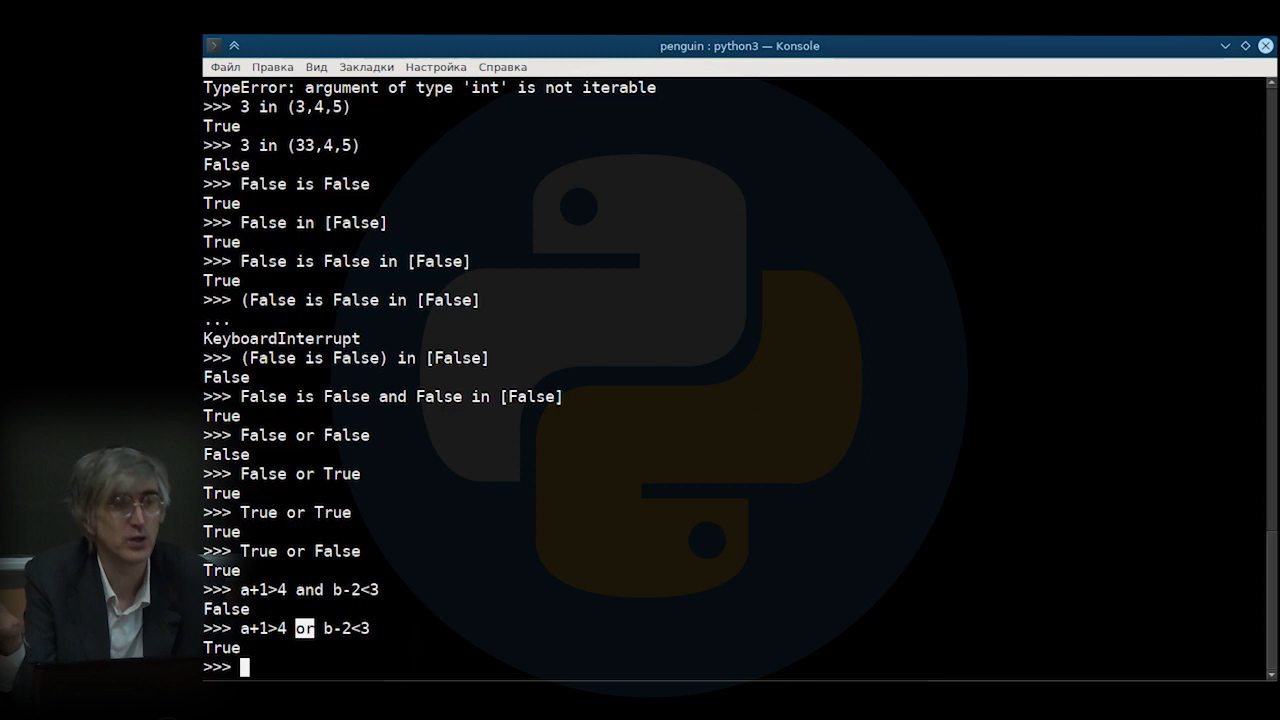 penguin : python3 — Konsole
Файл Правка Вид Закладки Настройка Справка
TypeError: argument of type 'int' is not iterable
>>> 3 in (3,4,5)
True
>>> 3 in (33,4,5)
False
>>> False is False
True
>>> False in [False]
True
>>> False is False in [False]
True
>>> (False is False in [False]
...
KeyboardInterrupt
>>> (False is False) in [False]
False
>>> False is False and False in [False]
True
>>> False or False
False
>>> False or True
True
>>> True or True
True
>>> True or False
True
>>> a+1>4 and b-2<3
False
>>> a+1>4 or b-2<3
True
>>>